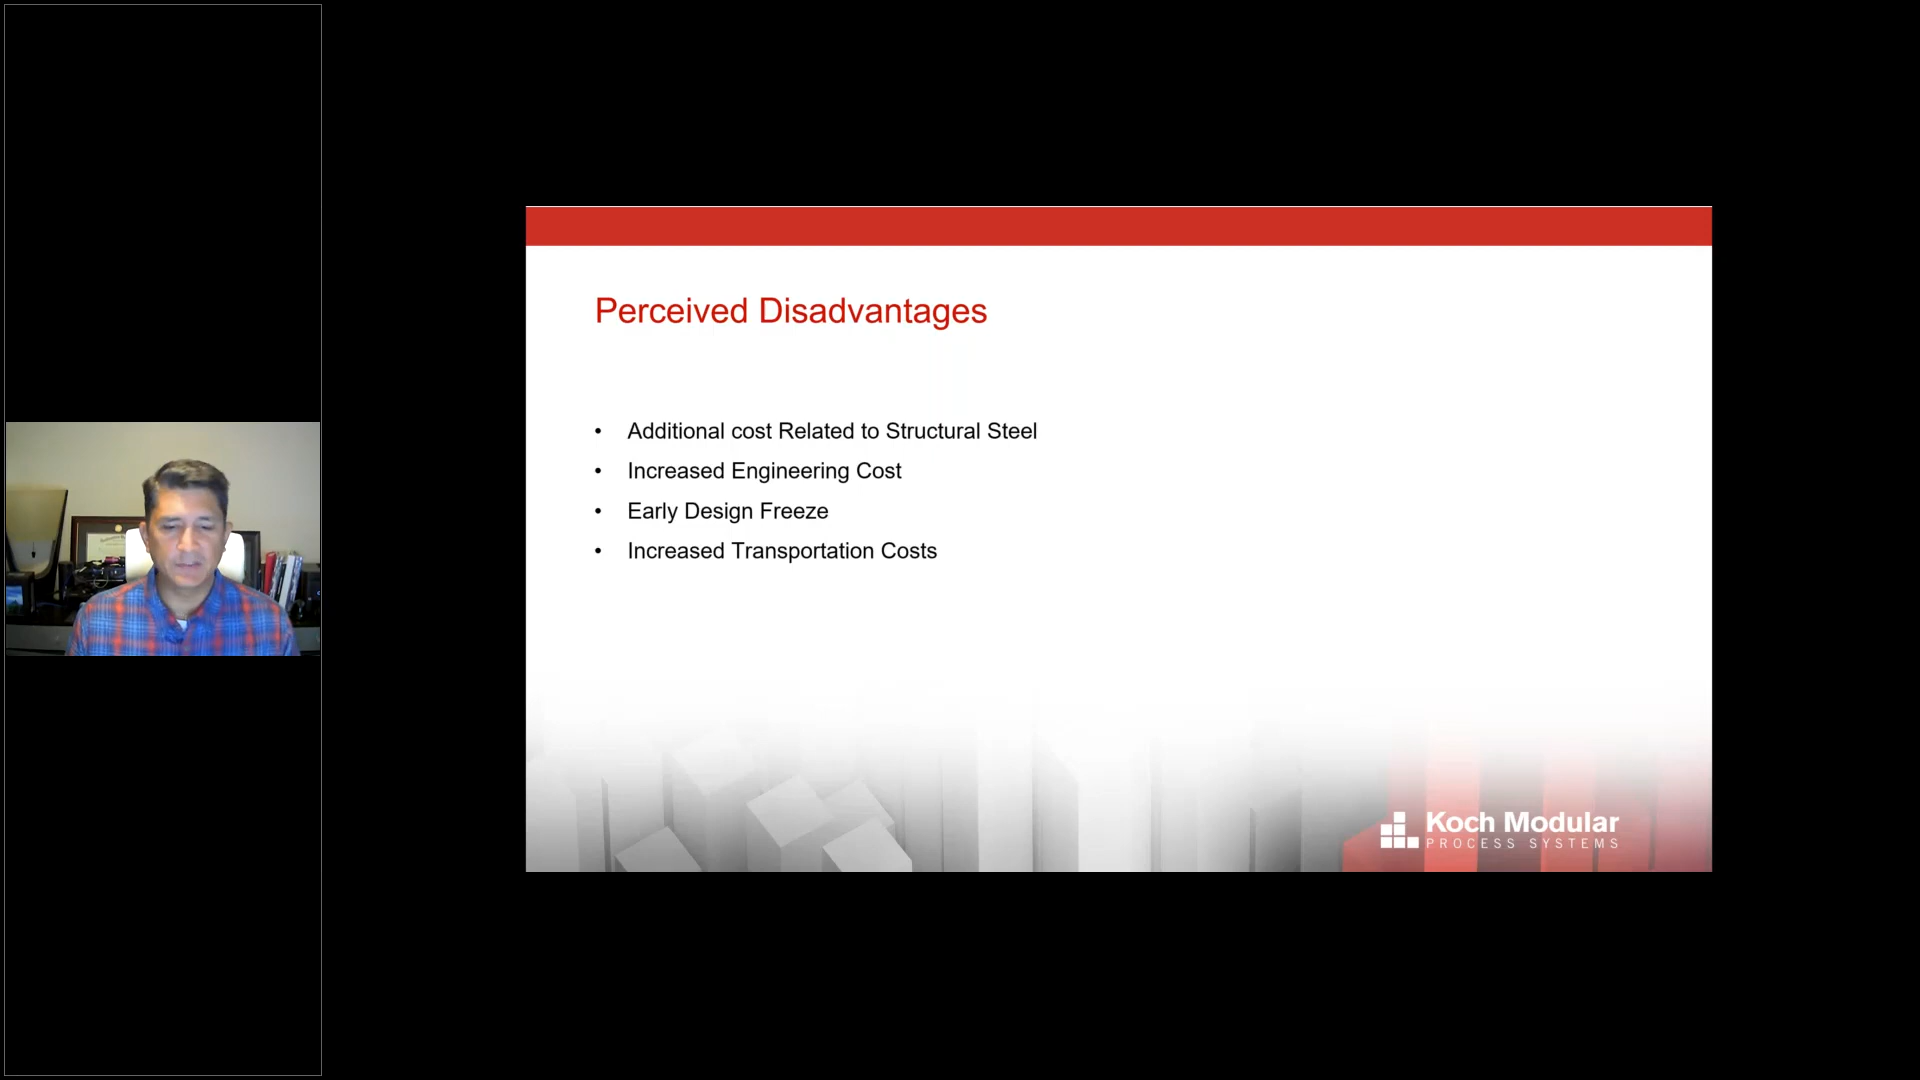 Perceived Disadvantages
• Additional cost Related to Structural Steel
• Increased Engineering Cost
• Early Design Freeze
• Increased Transportation Costs
Koch Modular
PROCESS SYSTEMS